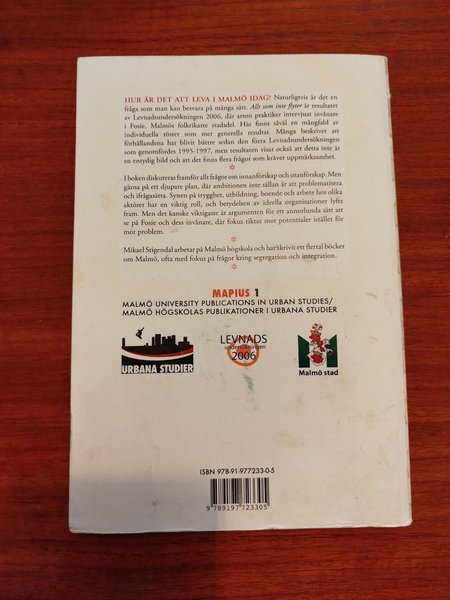 HUR ÄR DET ATT LEVA I MALMÖ IDAG? Naturligtvis är det en
fråga som man kan besvara på många sätt. Allt som inte flyter är resultatet
av Levnadsundersökningen 2006, där arton praktiker intervjuat invånare
i Fosie, Malmös folkrikaste stadsdel. Här finns såväl en mångfald av
individuella röster som mer generella resultat. Många beskriver att
förhållandena har blivit bättre sedan den förra Levnadsundersökningen
som genomfördes 1995-1997, men resultaten visar också att detta inte är
en entydig bild och att det finns flera frågor som kräver uppmärksamhet.
I boken diskuteras framför allt frågor om innanförskap och utanförskap. Men
gärna på ett djupare plan, där ambitionen inte sällan är att problematisera
och ifrågasätta. Synen på trygghet, utbildning, boende och arbete hos olika
aktörer har en viktig roll, och betydelsen av ideella organisationer lyfts
fram. Men det kanske viktigaste är argumenten för ett annorlunda sätt att
se på Fosie och dess invånare, där fokus riktas mot potentialer istället för
mot problem.
Mikael Stigendal arbetar på Malmö högskola och har skrivit ett flertal böcker
om Malmö, ofta med fokus på frågor kring segregation och integration.
MAPIUS 1
MALMÖ UNIVERSITY PUBLICATIONS IN URBAN STUDIES/
MALMÖ HÖGSKOLAS PUBLIKATIONER I URBANA STUDIER
URBANA STUDIER
LEVNADS
undersökningen
2006
Malmö stad
ISBN 978-91-977233-0-5
9 789197 723305